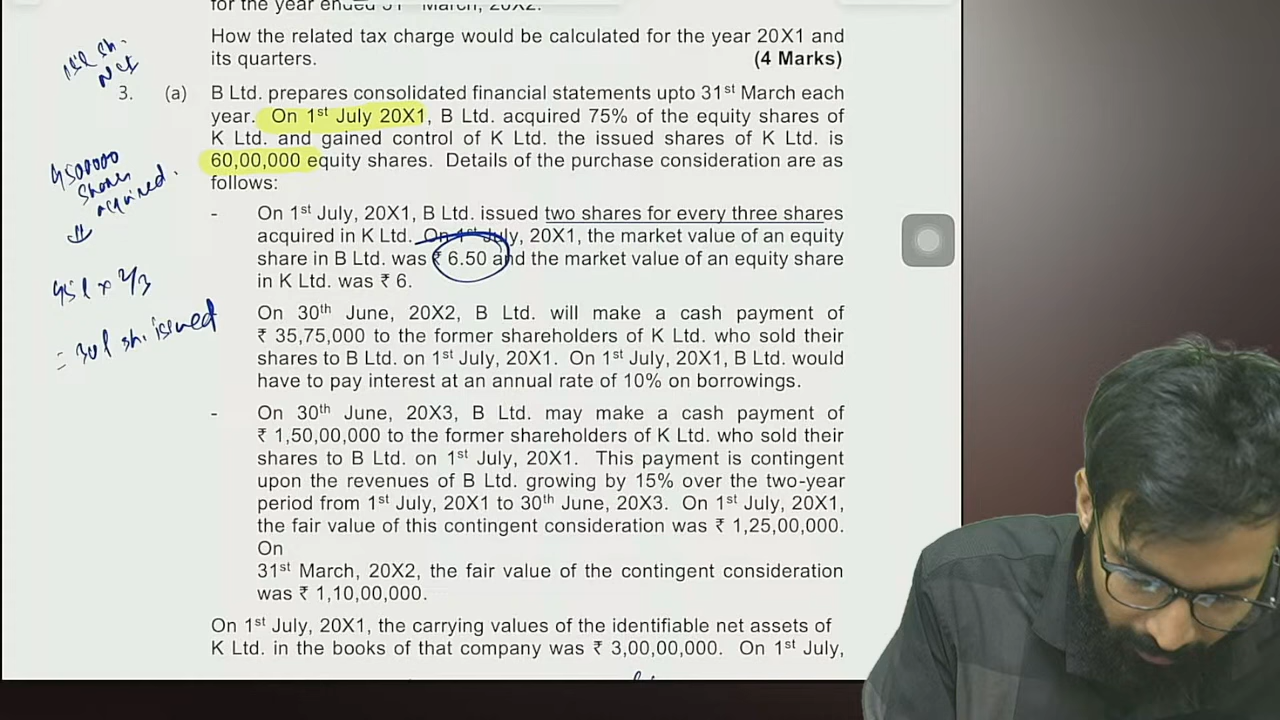 for the year ended 31st March, 20X2.
How the related tax charge would be calculated for the year 20X1 and
its quarters. (4 Marks)
3. (a) B Ltd. prepares consolidated financial statements upto 31st March each
year. On 1st July 20X1, B Ltd. acquired 75% of the equity shares of
K Ltd. and gained control of K Ltd. the issued shares of K Ltd. is
60,00,000 equity shares. Details of the purchase consideration are as
follows:
- On 1st July, 20X1, B Ltd. issued two shares for every three shares
acquired in K Ltd. On 1st July, 20X1, the market value of an equity
share in B Ltd. was ₹ 6.50 and the market value of an equity share
in K Ltd. was ₹ 6.
On 30th June, 20X2, B Ltd. will make a cash payment of
₹ 35,75,000 to the former shareholders of K Ltd. who sold their
shares to B Ltd. on 1st July, 20X1. On 1st July, 20X1, B Ltd. would
have to pay interest at an annual rate of 10% on borrowings.
- On 30th June, 20X3, B Ltd. may make a cash payment of
₹ 1,50,00,000 to the former shareholders of K Ltd. who sold their
shares to B Ltd. on 1st July, 20X1. This payment is contingent
upon the revenues of B Ltd. growing by 15% over the two-year
period from 1st July, 20X1 to 30th June, 20X3. On 1st July, 20X1,
the fair value of this contingent consideration was ₹ 1,25,00,000.
On
31st March, 20X2, the fair value of the contingent consideration
was ₹ 1,10,00,000.
On 1st July, 20X1, the carrying values of the identifiable net assets of
K Ltd. in the books of that company was ₹ 3,00,00,000. On 1st July,
sh.
4500000
shares
acquired.
45l × 2/3
= 30l sh. issued